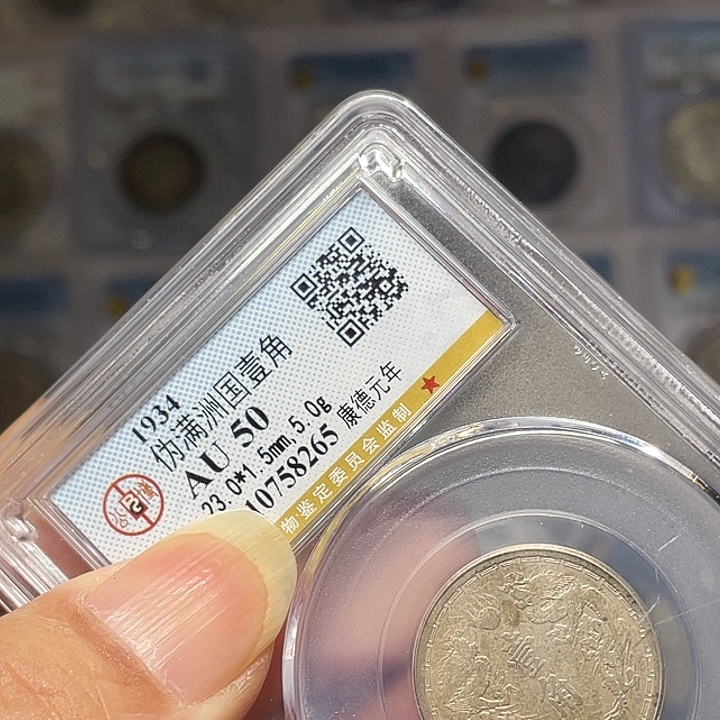 1934
伪满洲国壹角
AU 50
23.0*1.5mm,5.0g 康德元年
10758265
物鉴定委员会监制